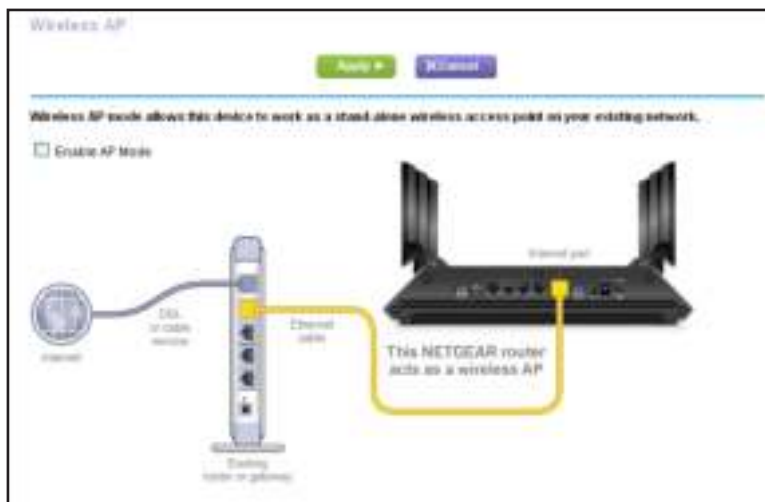 Wireless AP
Apply
Cancel
Wireless AP mode allows this device to work as a stand-alone wireless access point on your existing network.
Enable AP Mode
Internet port
Internet
DSL
or cable
service
Ethernet
cable
This NETGEAR router
acts as a wireless AP
Existing
router or gateway